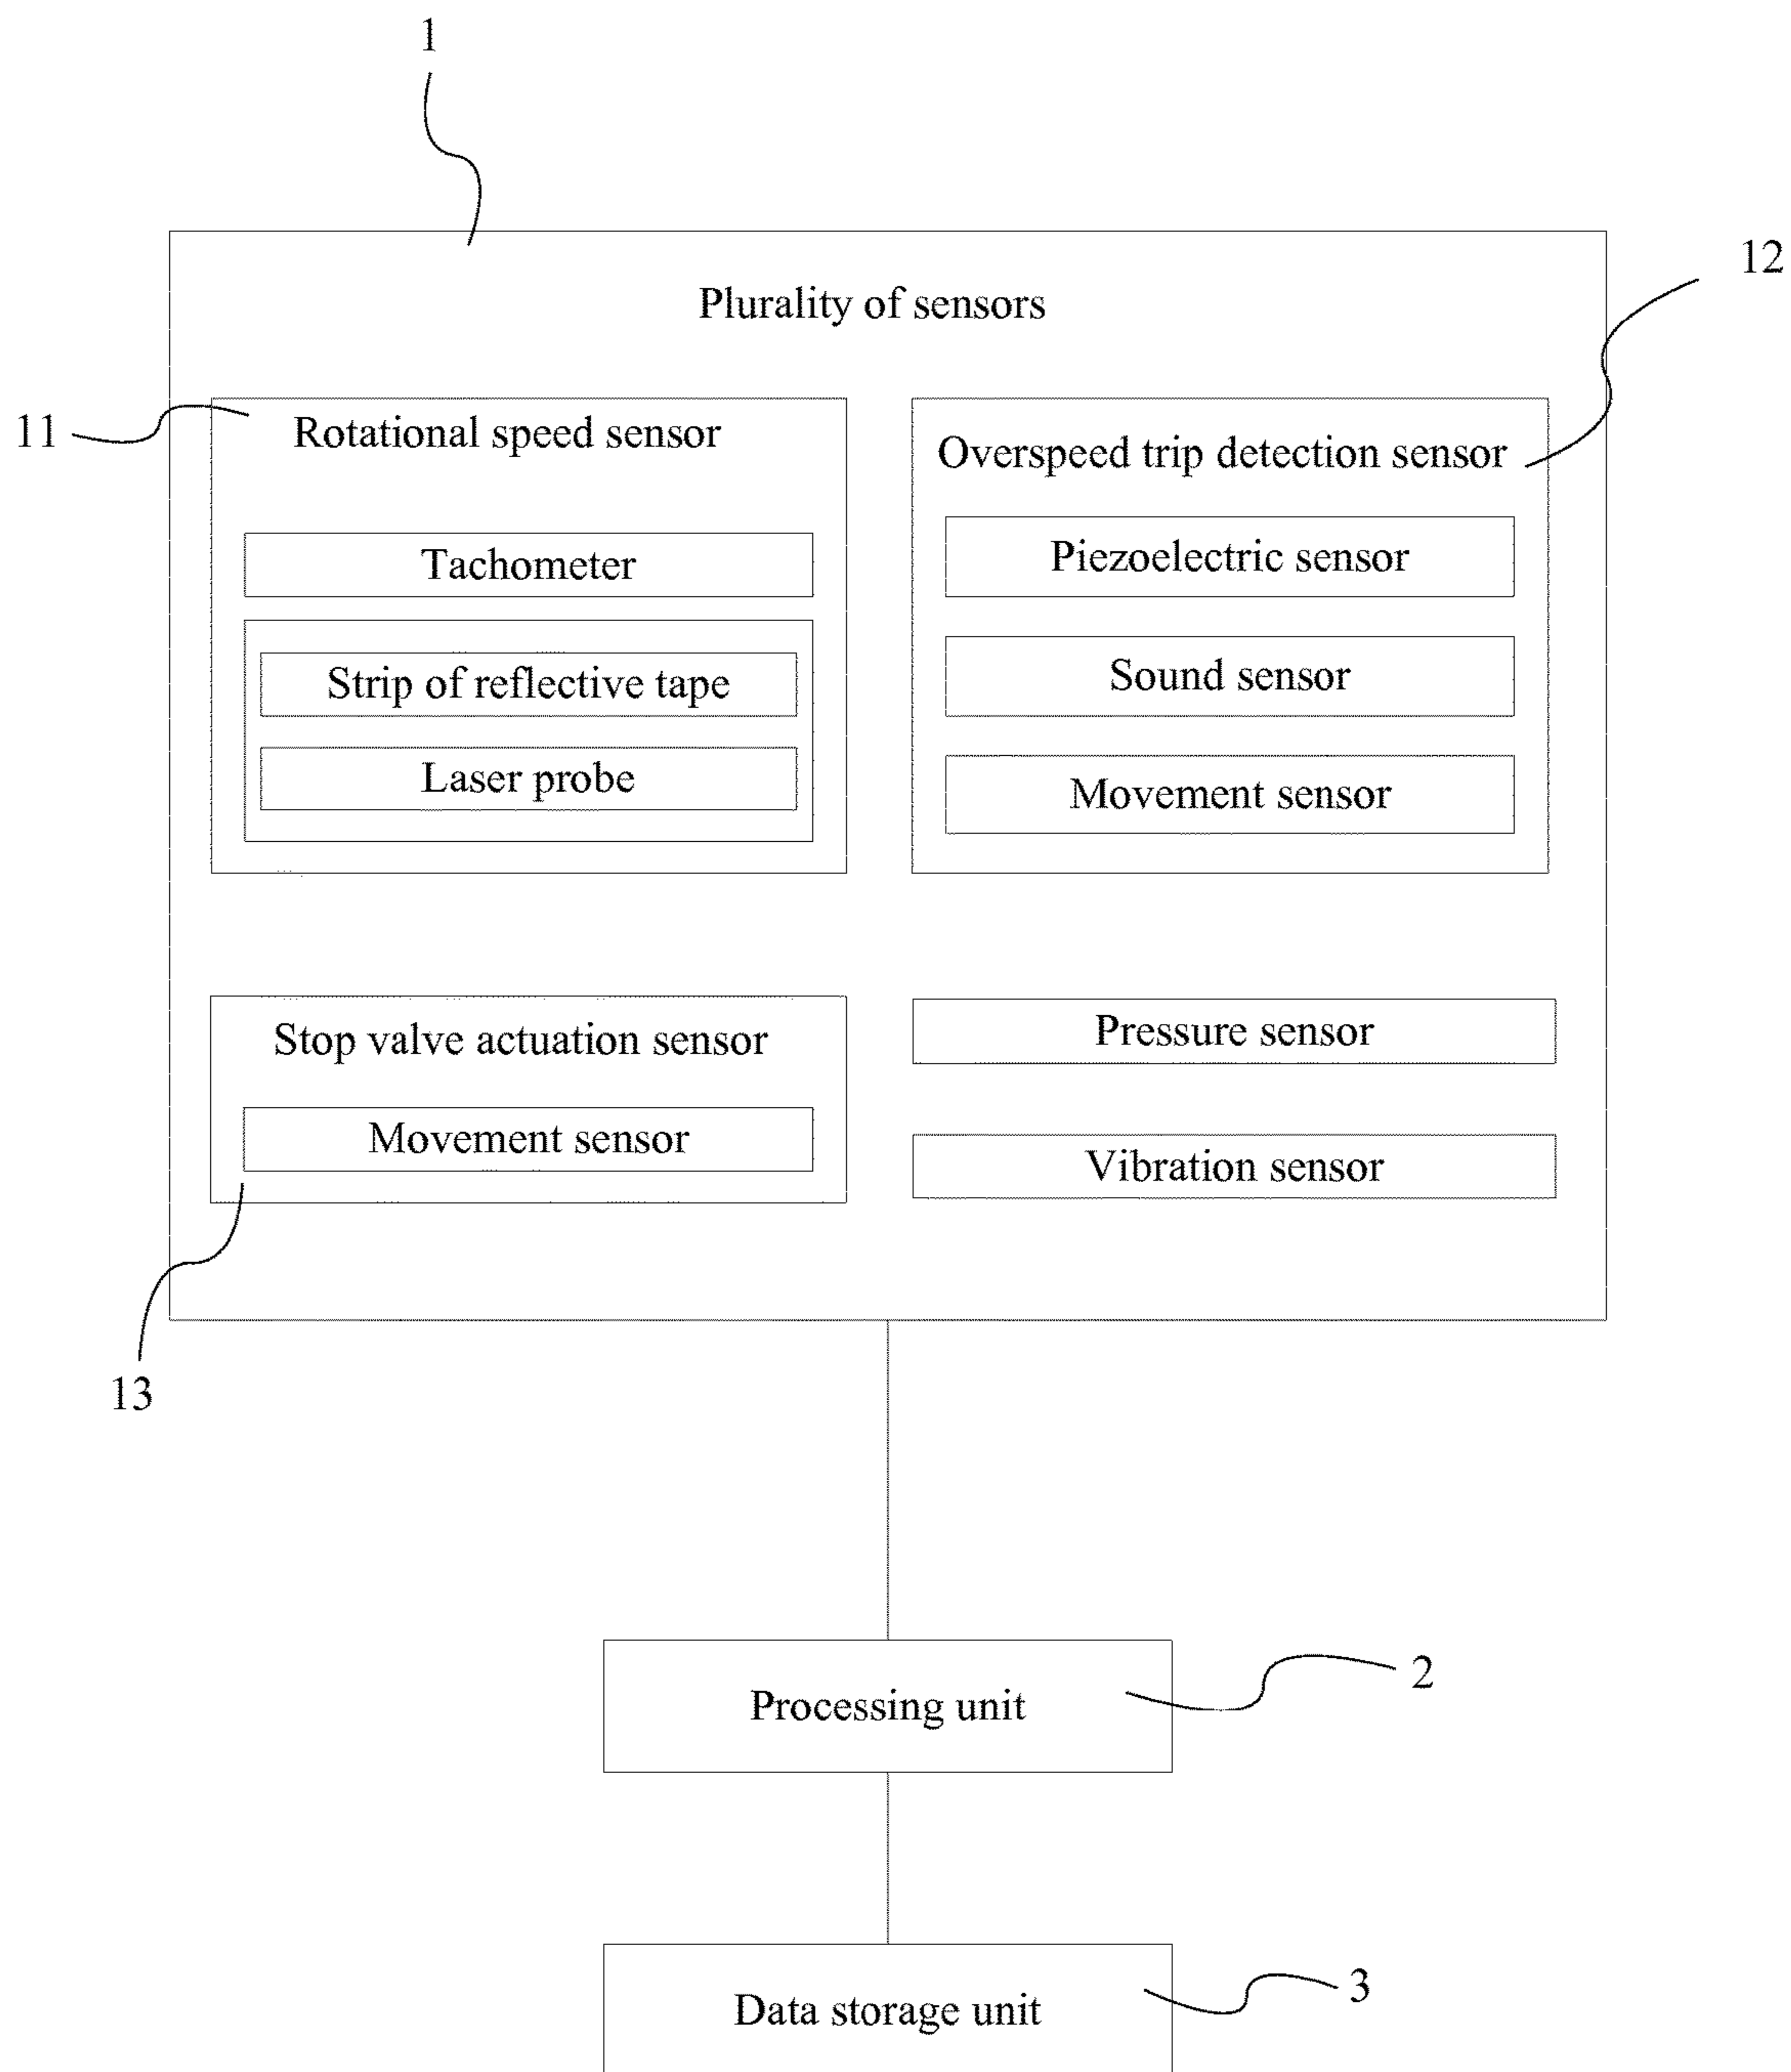 1
Plurality of sensors
12
11
Rotational speed sensor
Overspeed trip detection sensor
Tachometer
Piezoelectric sensor
Strip of reflective tape
Sound sensor
Laser probe
Movement sensor
Stop valve actuation sensor
Pressure sensor
Movement sensor
Vibration sensor
13
Processing unit
2
Data storage unit
3